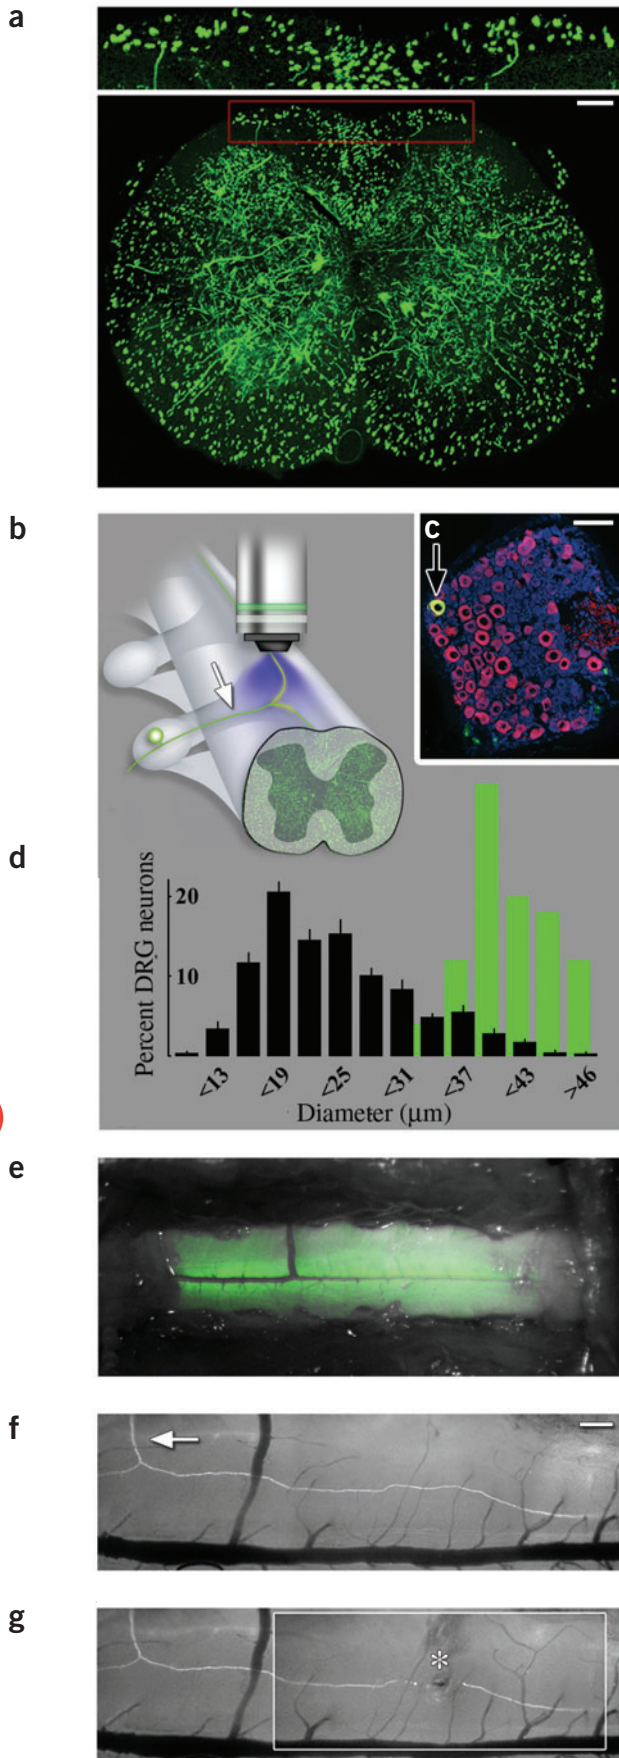 a
b
c
d
20
10
Percent DRG neurons
<13
<19
<25
<31
<37
<43
>46
Diameter (µm)
e
f
g
*